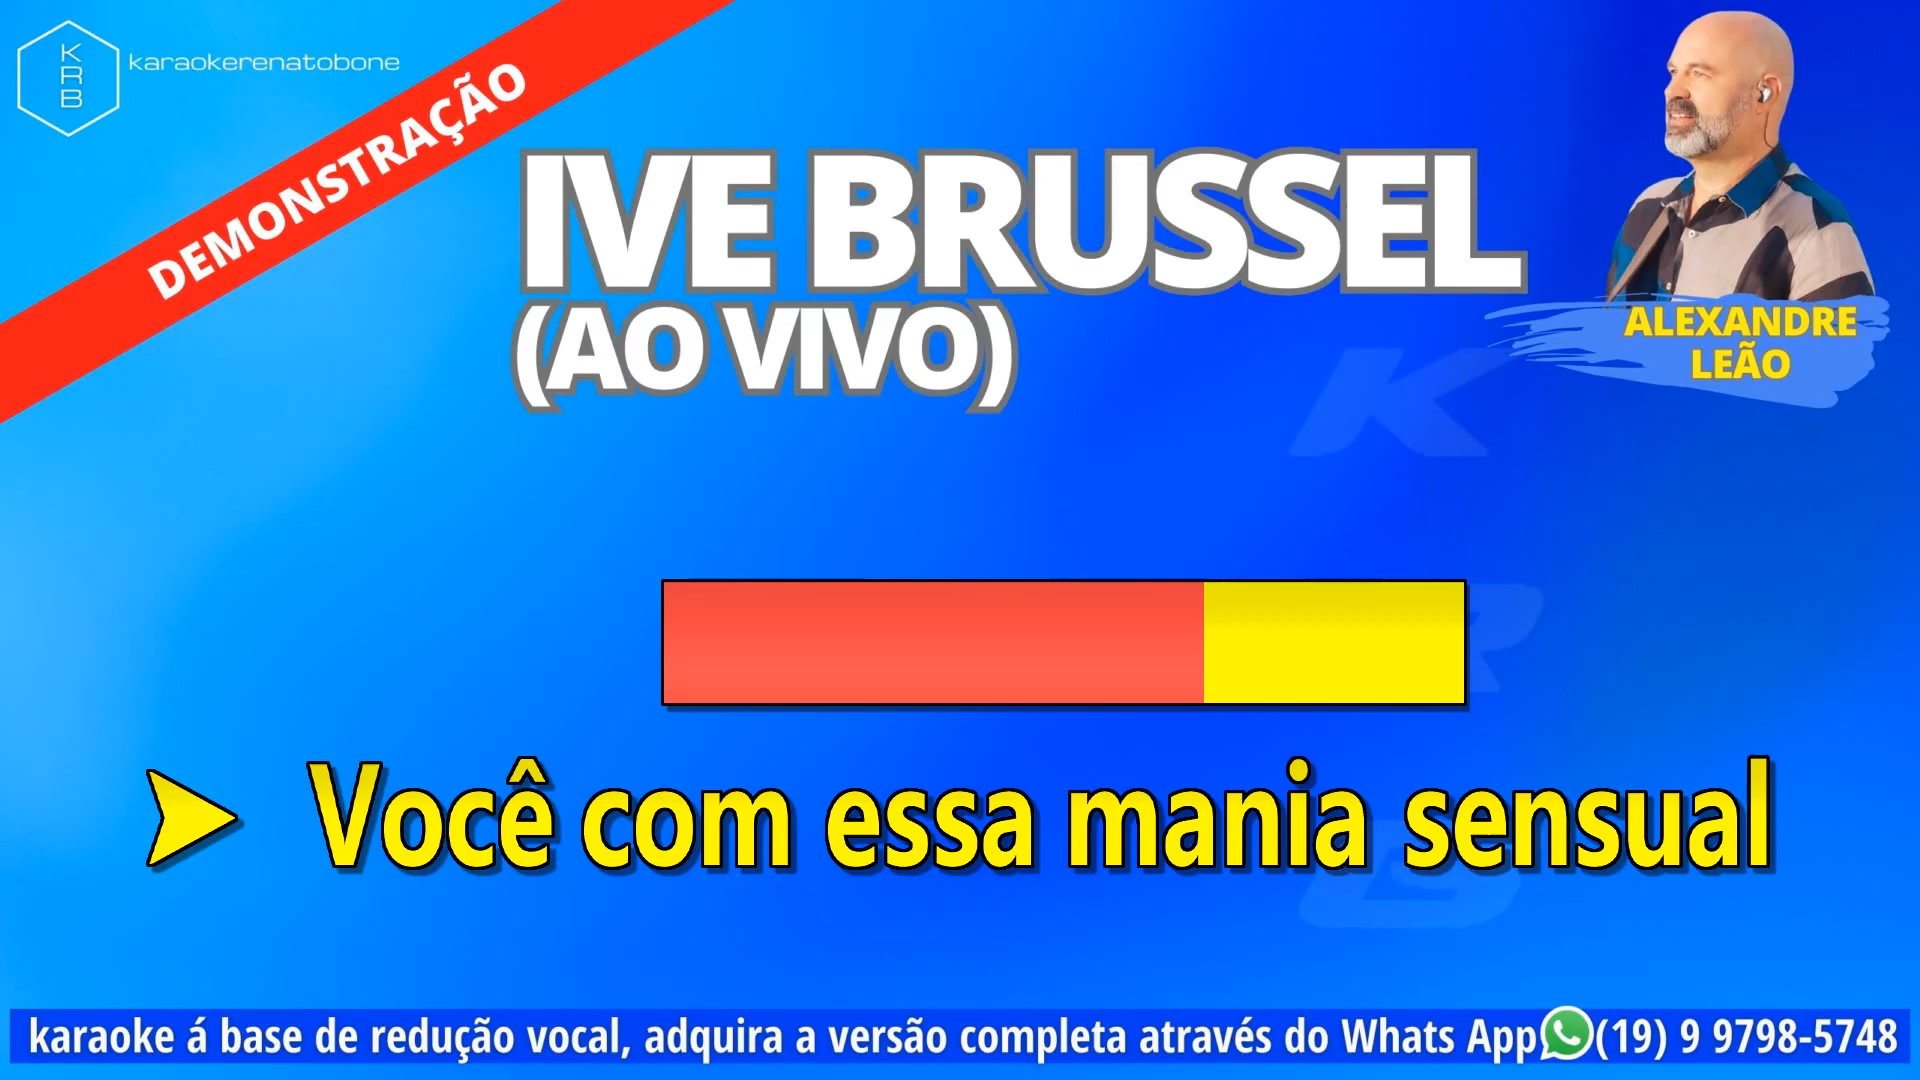 KRB
karaokerenatobone
DEMONSTRAÇÃO
IVE BRUSSEL
(AO VIVO)
ALEXANDRE
LEÃO
K
R
B
Você com essa mania sensual
karaoke á base de redução vocal, adquira a versão completa através do Whats App (19) 9 9798-5748